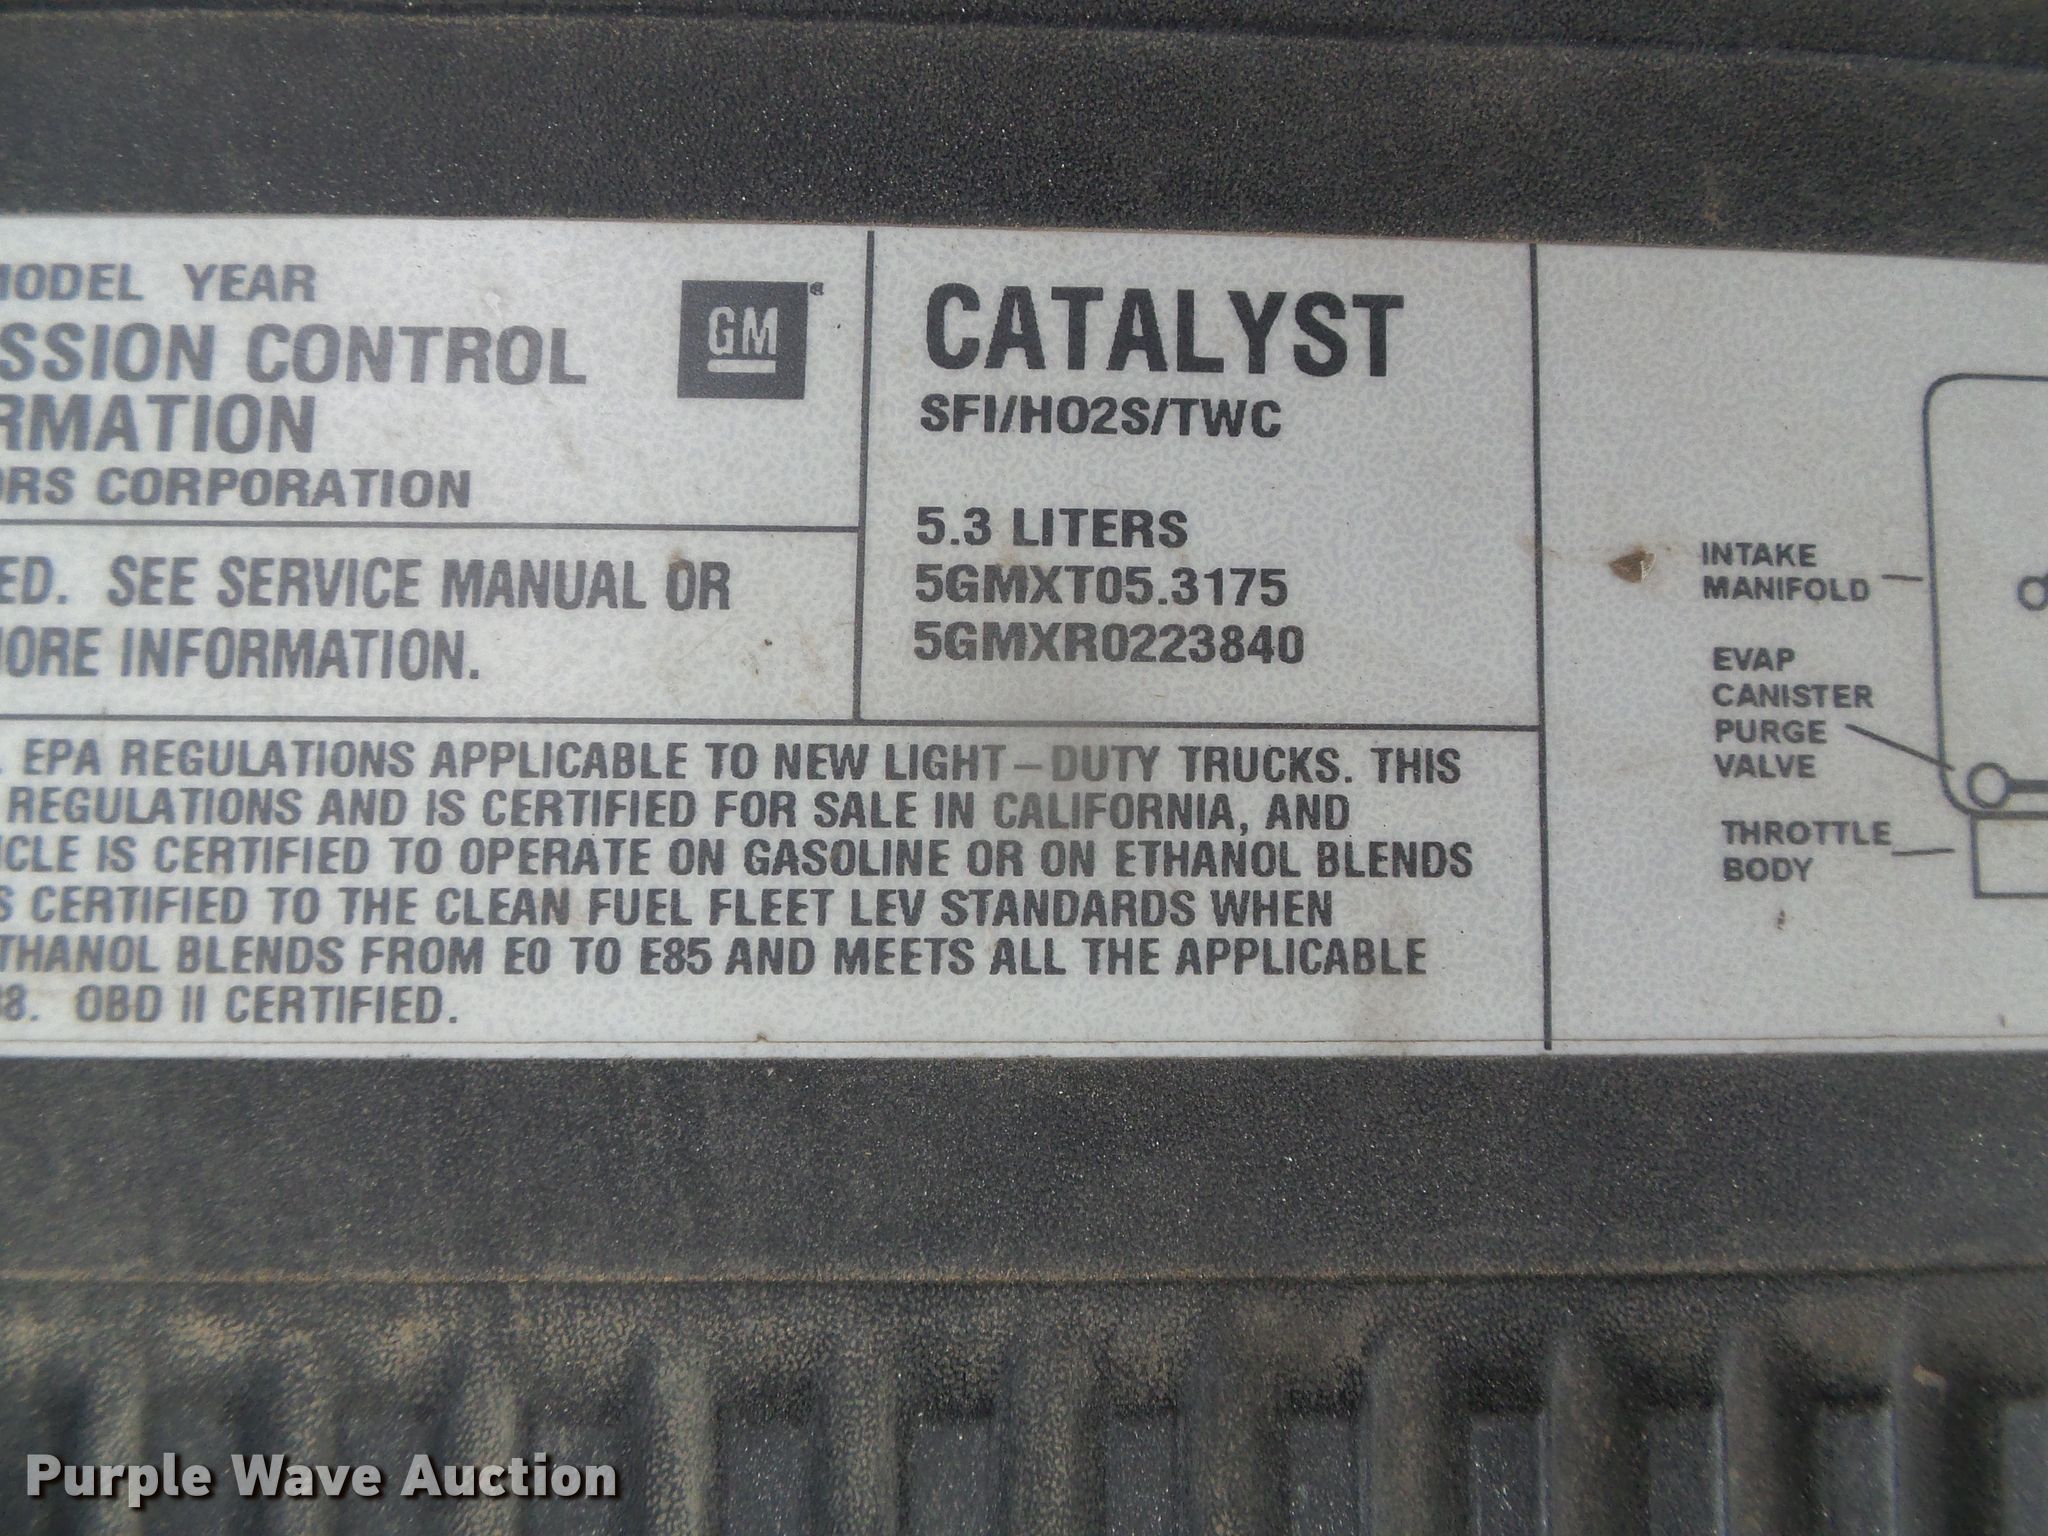 MODEL YEAR
SSION CONTROL
RMATION
ORS CORPORATION
GM
ED. SEE SERVICE MANUAL OR
MORE INFORMATION.
CATALYST
SFI/HO2S/TWC
5.3 LITERS
5GMXT05.3175
5GMXR0223840
EPA REGULATIONS APPLICABLE TO NEW LIGHT-DUTY TRUCKS. THIS
REGULATIONS AND IS CERTIFIED FOR SALE IN CALIFORNIA, AND
ICLE IS CERTIFIED TO OPERATE ON GASOLINE OR ON ETHANOL BLENDS
S CERTIFIED TO THE CLEAN FUEL FLEET LEV STANDARDS WHEN
THANOL BLENDS FROM E0 TO E85 AND MEETS ALL THE APPLICABLE
8. OBD II CERTIFIED.
INTAKE
MANIFOLD
EVAP
CANISTER
PURGE
VALVE
THROTTLE
BODY
Purple Wave Auction